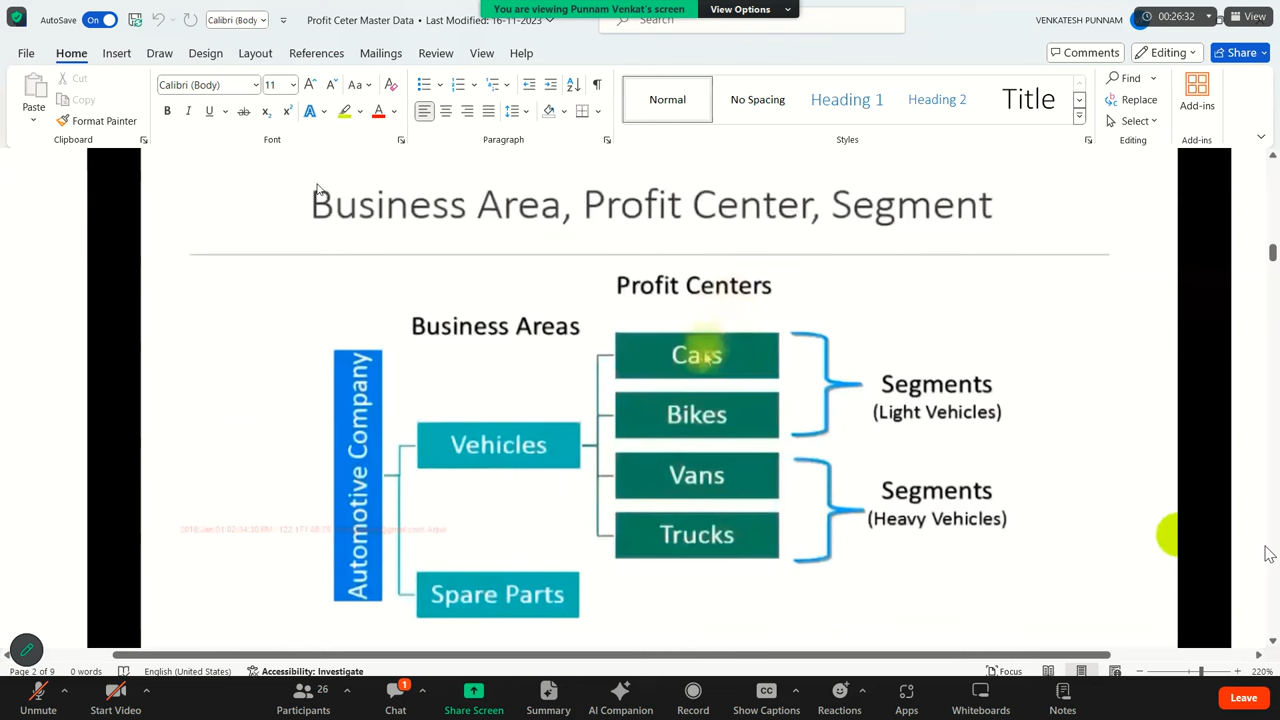 You are viewing Punnam Venkat's screen
View Options
AutoSave On
Calibri (Body)
Profit Ceter Master Data • Last Modified: 16-11-2023
Search
VENKATESH PUNNAM
00:26:32
View
File Home Insert Draw Design Layout References Mailings Review View Help
Comments
Editing
Share
Paste
Cut
Copy
Format Painter
Clipboard
Calibri (Body) 11
Font
Paragraph
Normal
No Spacing
Heading 1
Heading 2
Title
Styles
Find
Replace
Select
Editing
Add-ins
Add-ins
Business Area, Profit Center, Segment
Profit Centers
Business Areas
Automotive Company
Vehicles
Spare Parts
Cars
Bikes
Vans
Trucks
Segments
(Light Vehicles)
Segments
(Heavy Vehicles)
Page 2 of 9 0 words English (United States) Accessibility: Investigate
Focus
220%
Unmute
Start Video
26
Participants
1
Chat
Share Screen
Summary
AI Companion
Record
CC
Show Captions
Reactions
Apps
Whiteboards
Notes
Leave